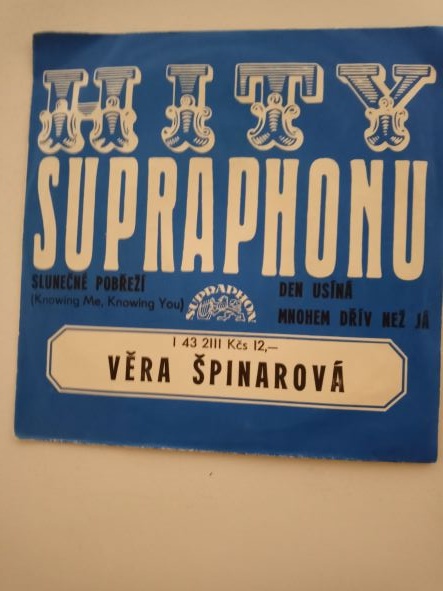 HITY
SUPRAPHONU
SLUNEČNÉ POBŘEŽÍ
(Knowing Me, Knowing You)
SUPRAPHON
DEN USÍNÁ
MNOHEM DŘÍV NEŽ JÁ
1 43 2111 Kčs 12,—
VĚRA ŠPINAROVÁ